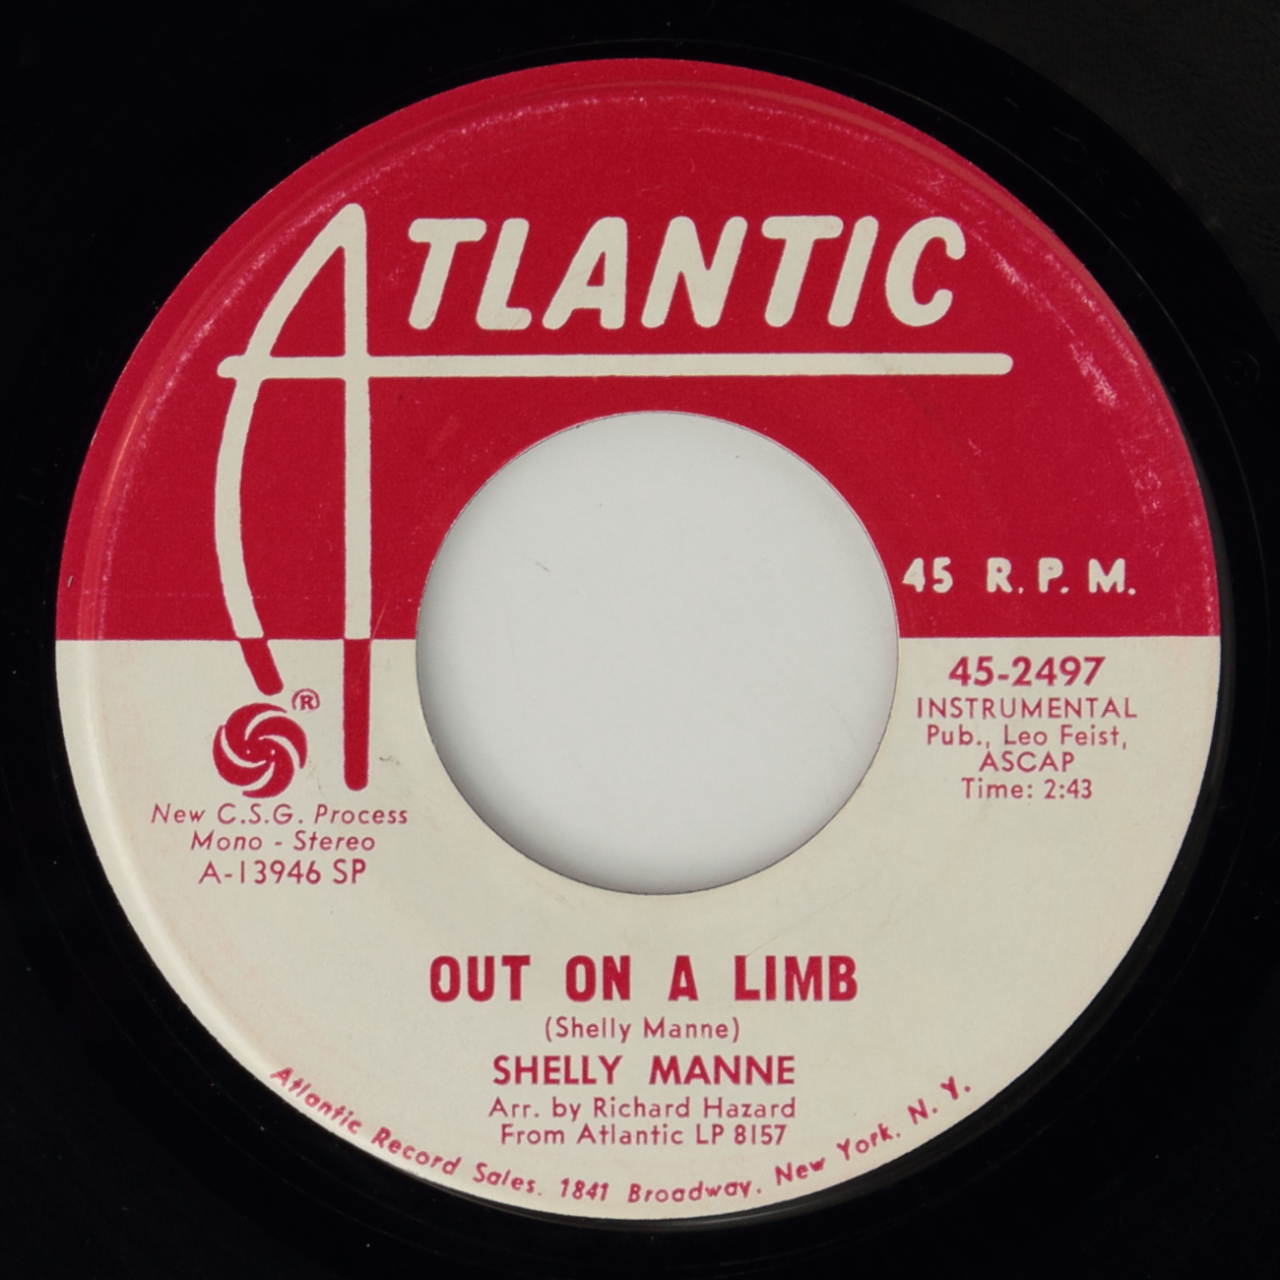 ATLANTIC
45 R.P.M.
45-2497
INSTRUMENTAL
Pub., Leo Feist,
ASCAP
Time: 2:43
®
New C.S.G. Process
Mono - Stereo
A-13946 SP
OUT ON A LIMB
(Shelly Manne)
SHELLY MANNE
Arr. by Richard Hazard
From Atlantic LP 8157
Atlantic Record Sales. 1841 Broadway. New York. N. Y.